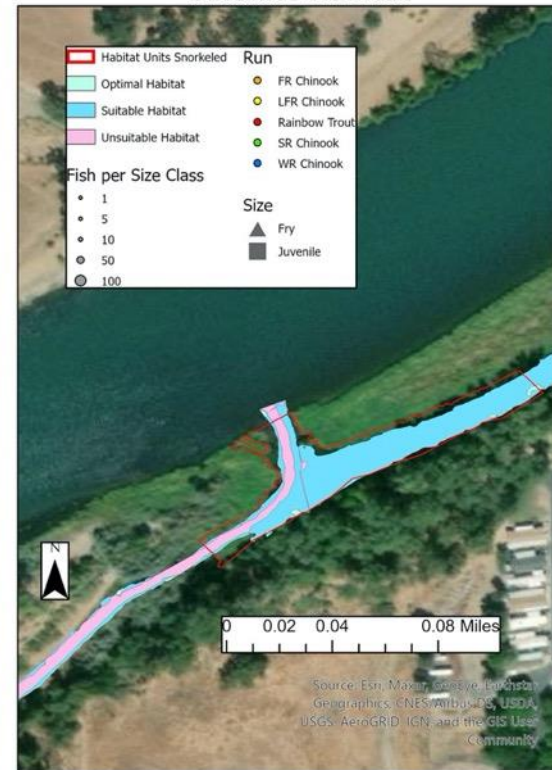 Habitat Units Snorkeled
Optimal Habitat
Suitable Habitat
Unsuitable Habitat
Fish per Size Class
1
5
10
50
100
Run
FR Chinook
LFR Chinook
Rainbow Trout
SR Chinook
WR Chinook
Size
Fry
Juvenile
N
0 0.02 0.04 0.08 Miles
Source: Esri, Maxar, GeoEye, Earthstar
Geographics, CNES/Airbus DS, USDA,
USGS, AeroGRID, IGN, and the GIS User
Community